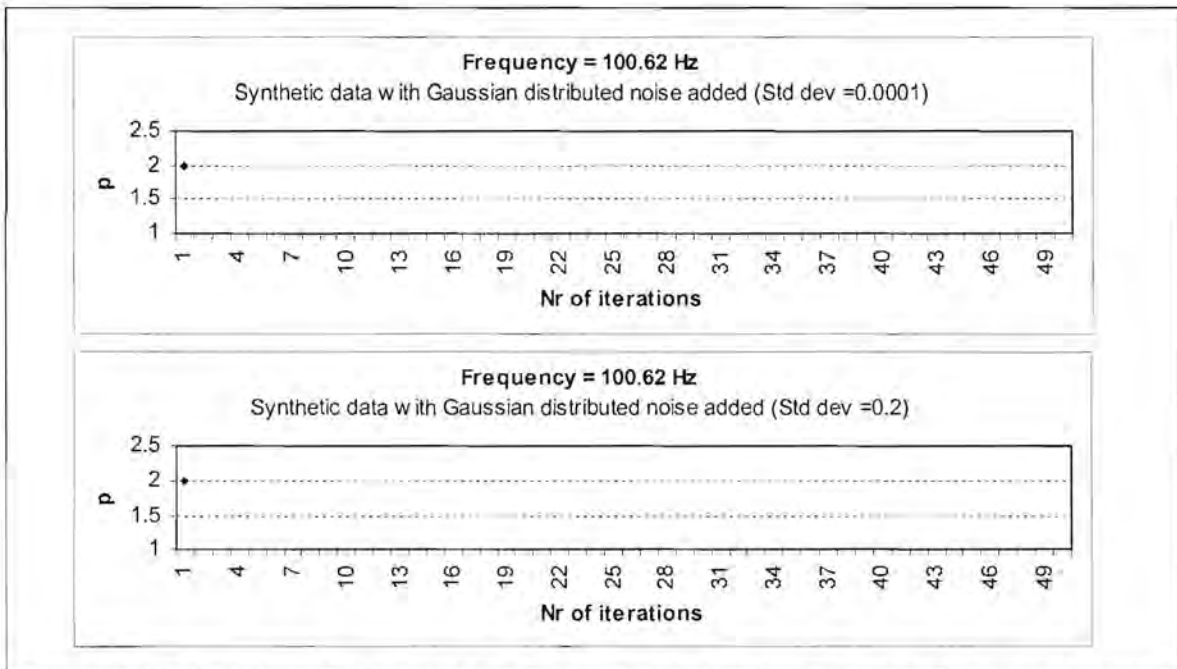 Frequency = 100.62 Hz
Synthetic data with Gaussian distributed noise added (Std dev =0.0001)
2.5
2
1.5
1
p
1 4 7 10 13 16 19 22 25 28 31 34 37 40 43 46 49
Nr of iterations
Frequency = 100.62 Hz
Synthetic data with Gaussian distributed noise added (Std dev =0.2)
2.5
2
1.5
1
p
1 4 7 10 13 16 19 22 25 28 31 34 37 40 43 46 49
Nr of iterations